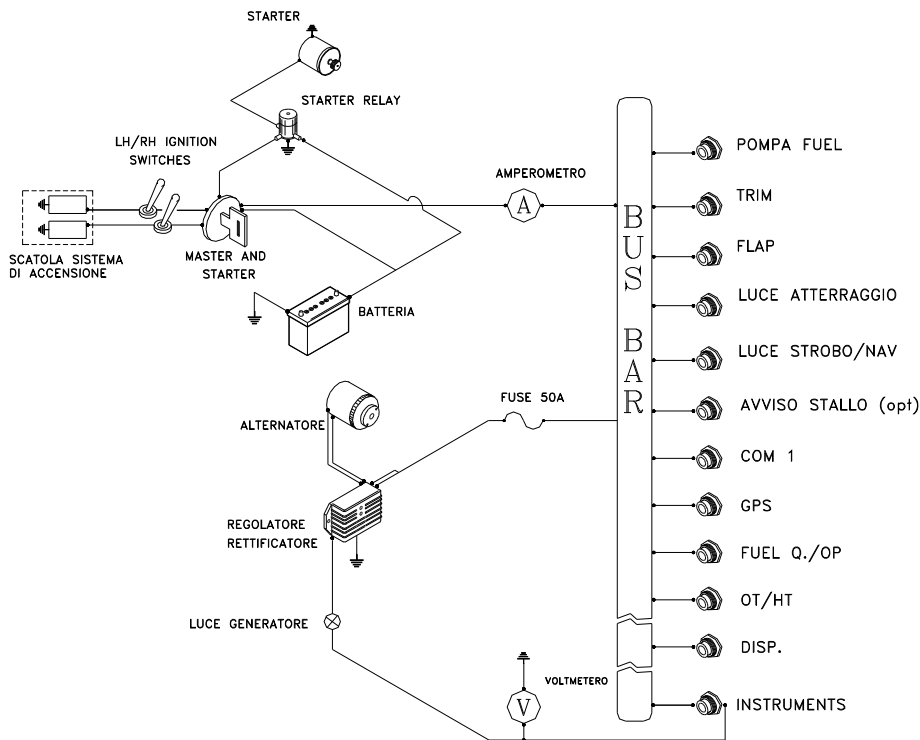 STARTER
STARTER RELAY
LH/RH IGNITION
SWITCHES
SCATOLA SISTEMA
DI ACCENSIONE
MASTER AND
STARTER
BATTERIA
AMPEROMETRO
A
ALTERNATORE
FUSE 50A
REGOLATORE
RETTIFICATORE
LUCE GENERATORE
VOLTMETERO
V
BUS BAR
POMPA FUEL
TRIM
FLAP
LUCE ATTERRAGGIO
LUCE STROBO/NAV
AVVISO STALLO (opt)
COM 1
GPS
FUEL Q./OP
OT/HT
DISP.
INSTRUMENTS